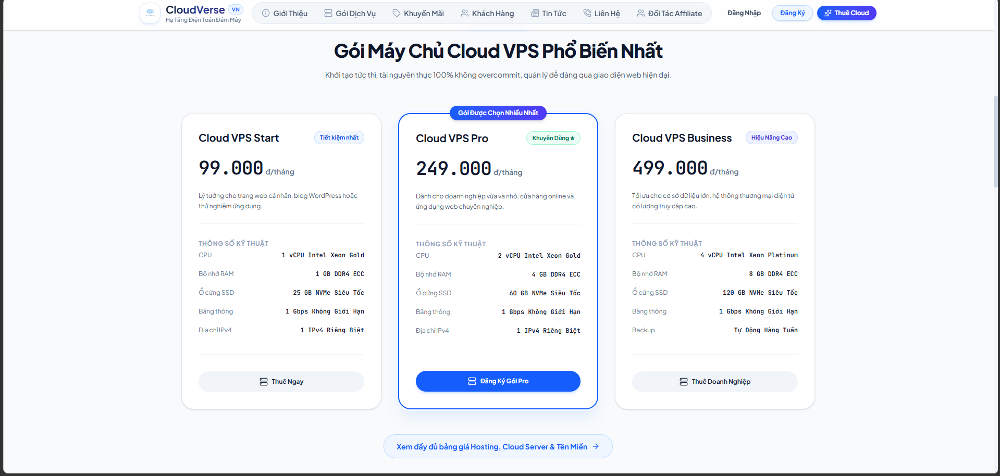 CloudVerse VN
Hạ Tầng Điện Toán Đám Mây
Giới Thiệu
Gói Dịch Vụ
Khuyến Mãi
Khách Hàng
Tin Tức
Liên Hệ
Đối Tác Affiliate
Đăng Nhập
Đăng Ký
Thuê Cloud
Gói Máy Chủ Cloud VPS Phổ Biến Nhất
Khởi tạo tức thì, tài nguyên thực 100% không overcommit, quản lý dễ dàng qua giao diện web hiện đại.
Cloud VPS Start
Tiết kiệm nhất
99.000 đ/tháng
Lý tưởng cho trang web cá nhân, blog WordPress hoặc
thử nghiệm ứng dụng.
THÔNG SỐ KỸ THUẬT
CPU 1 vCPU Intel Xeon Gold
Bộ nhớ RAM 1 GB DDR4 ECC
Ổ cứng SSD 25 GB NVMe Siêu Tốc
Băng thông 1 Gbps Không Giới Hạn
Địa chỉ IPv4 1 IPv4 Riêng Biệt
Thuê Ngay
Gói Được Chọn Nhiều Nhất
Cloud VPS Pro
Khuyên Dùng ★
249.000 đ/tháng
Dành cho doanh nghiệp vừa và nhỏ, cửa hàng online và
ứng dụng web chuyên nghiệp.
THÔNG SỐ KỸ THUẬT
CPU 2 vCPU Intel Xeon Gold
Bộ nhớ RAM 4 GB DDR4 ECC
Ổ cứng SSD 60 GB NVMe Siêu Tốc
Băng thông 1 Gbps Không Giới Hạn
Địa chỉ IPv4 1 IPv4 Riêng Biệt
Đăng Ký Gói Pro
Cloud VPS Business
Hiệu Năng Cao
499.000 đ/tháng
Tối ưu cho cơ sở dữ liệu lớn, hệ thống thương mại điện tử
có lượng truy cập cao.
THÔNG SỐ KỸ THUẬT
CPU 4 vCPU Intel Xeon Platinum
Bộ nhớ RAM 8 GB DDR4 ECC
Ổ cứng SSD 120 GB NVMe Siêu Tốc
Băng thông 1 Gbps Không Giới Hạn
Backup Tự Động Hàng Tuần
Thuê Doanh Nghiệp
Xem đầy đủ bảng giá Hosting, Cloud Server & Tên Miền →